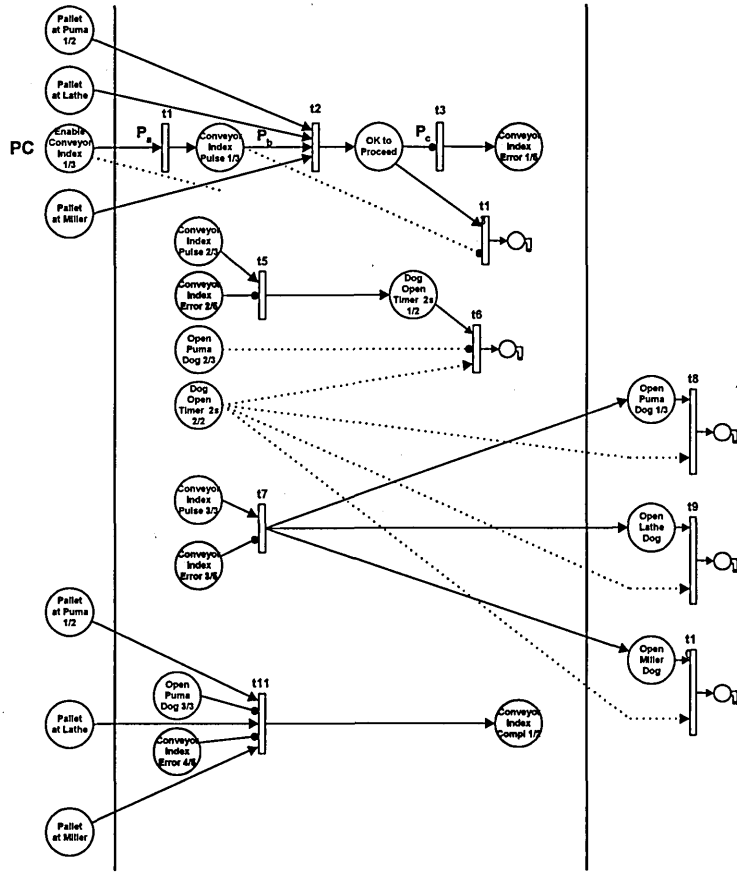 Pallet
at Puma
1/2
Pallet
at Lathe
t1
t2
t3
PC
Enable
Conveyor
Index
1/3
Pa
Conveyor
Index
Pulse 1/3
Pb
OK to
Proceed
Pc
Conveyor
Index
Error 1/6
Pallet
at Miller
t1
Conveyor
Index
Pulse 2/3
t5
Conveyor
Index
Error 2/6
Dog
Open
Timer 2s
1/2
t6
Open
Puma
Dog 2/3
Dog
Open
Timer 2s
2/2
Open
Puma
Dog 1/3
t8
Conveyor
Index
Pulse 3/3
t7
Open
Lathe
Dog
t9
Conveyor
Index
Error 3/6
Pallet
at Puma
1/2
Open
Miller
Dog
t1
t11
Open
Puma
Dog 3/3
Pallet
at Lathe
Conveyor
Index
Error 4/6
Conveyor
Index
Compl 1/7
Pallet
at Miller